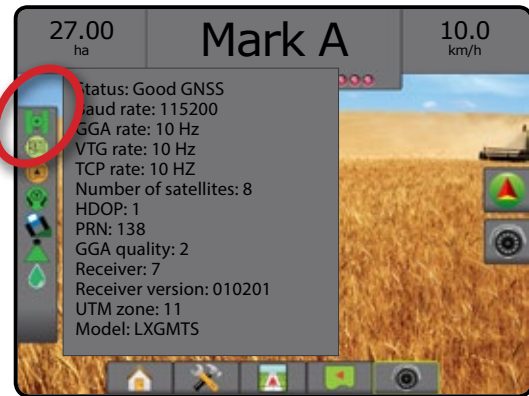 27.00
ha
Mark A
10.0
km/h
Status: Good GNSS
Baud rate: 115200
GGA rate: 10 Hz
VTG rate: 10 Hz
TCP rate: 10 HZ
Number of satellites: 8
HDOP: 1
PRN: 138
GGA quality: 2
Receiver: 7
Receiver version: 010201
UTM zone: 11
Model: LXGMTS